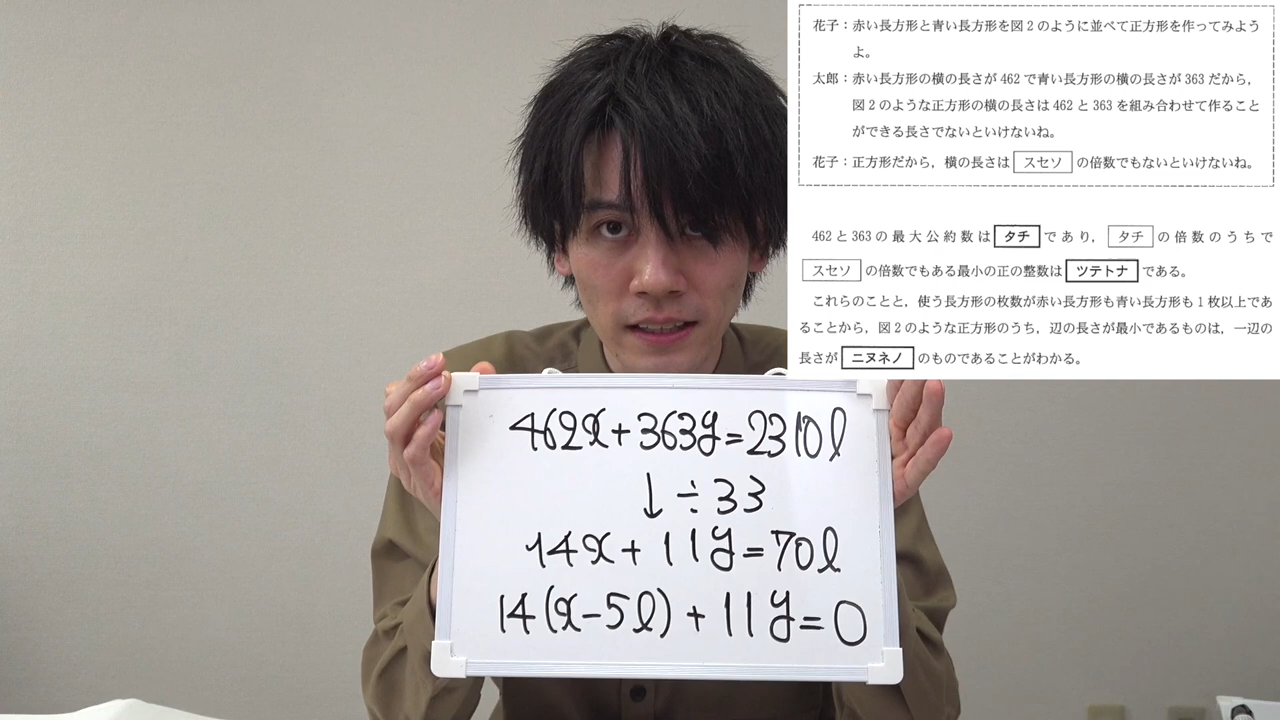 花子：赤い長方形と青い長方形を図2のように並べて正方形を作ってみよう
よ。
太郎：赤い長方形の横の長さが462で青い長方形の横の長さが363だから，
図2のような正方形の横の長さは462と363を組み合わせて作ること
ができる長さでないといけないね。
花子：正方形だから，横の長さは スセソ の倍数でもないといけないね。
462と363の最大公約数は タチ であり， タチ の倍数のうちで
スセソ の倍数でもある最小の正の整数は ツテトナ である。
これらのことと，使う長方形の枚数が赤い長方形も青い長方形も1枚以上であ
ることから，図2のような正方形のうち，辺の長さが最小であるものは，一辺の
長さが ニヌネノ のものであることがわかる。
462x+363y=2310l
↓÷33
14x+11y=70l
14(x-5l)+11y=0